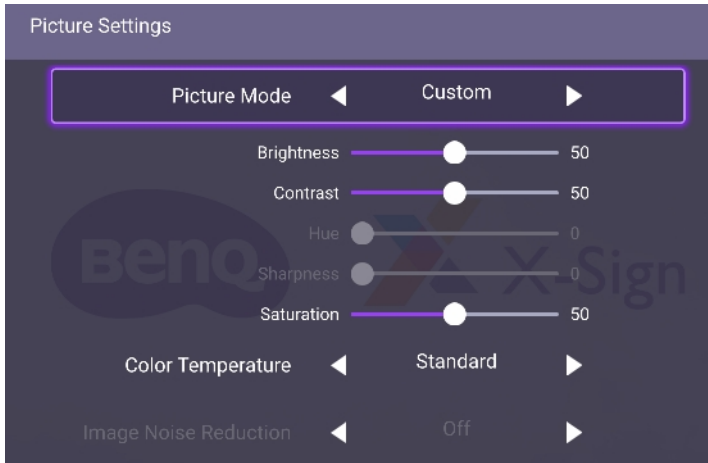 Picture Settings
Picture Mode Custom
Brightness 50
Contrast 50
Hue 0
Sharpness 0
BenQ X-Sign
Saturation 50
Color Temperature Standard
Image Noise Reduction Off